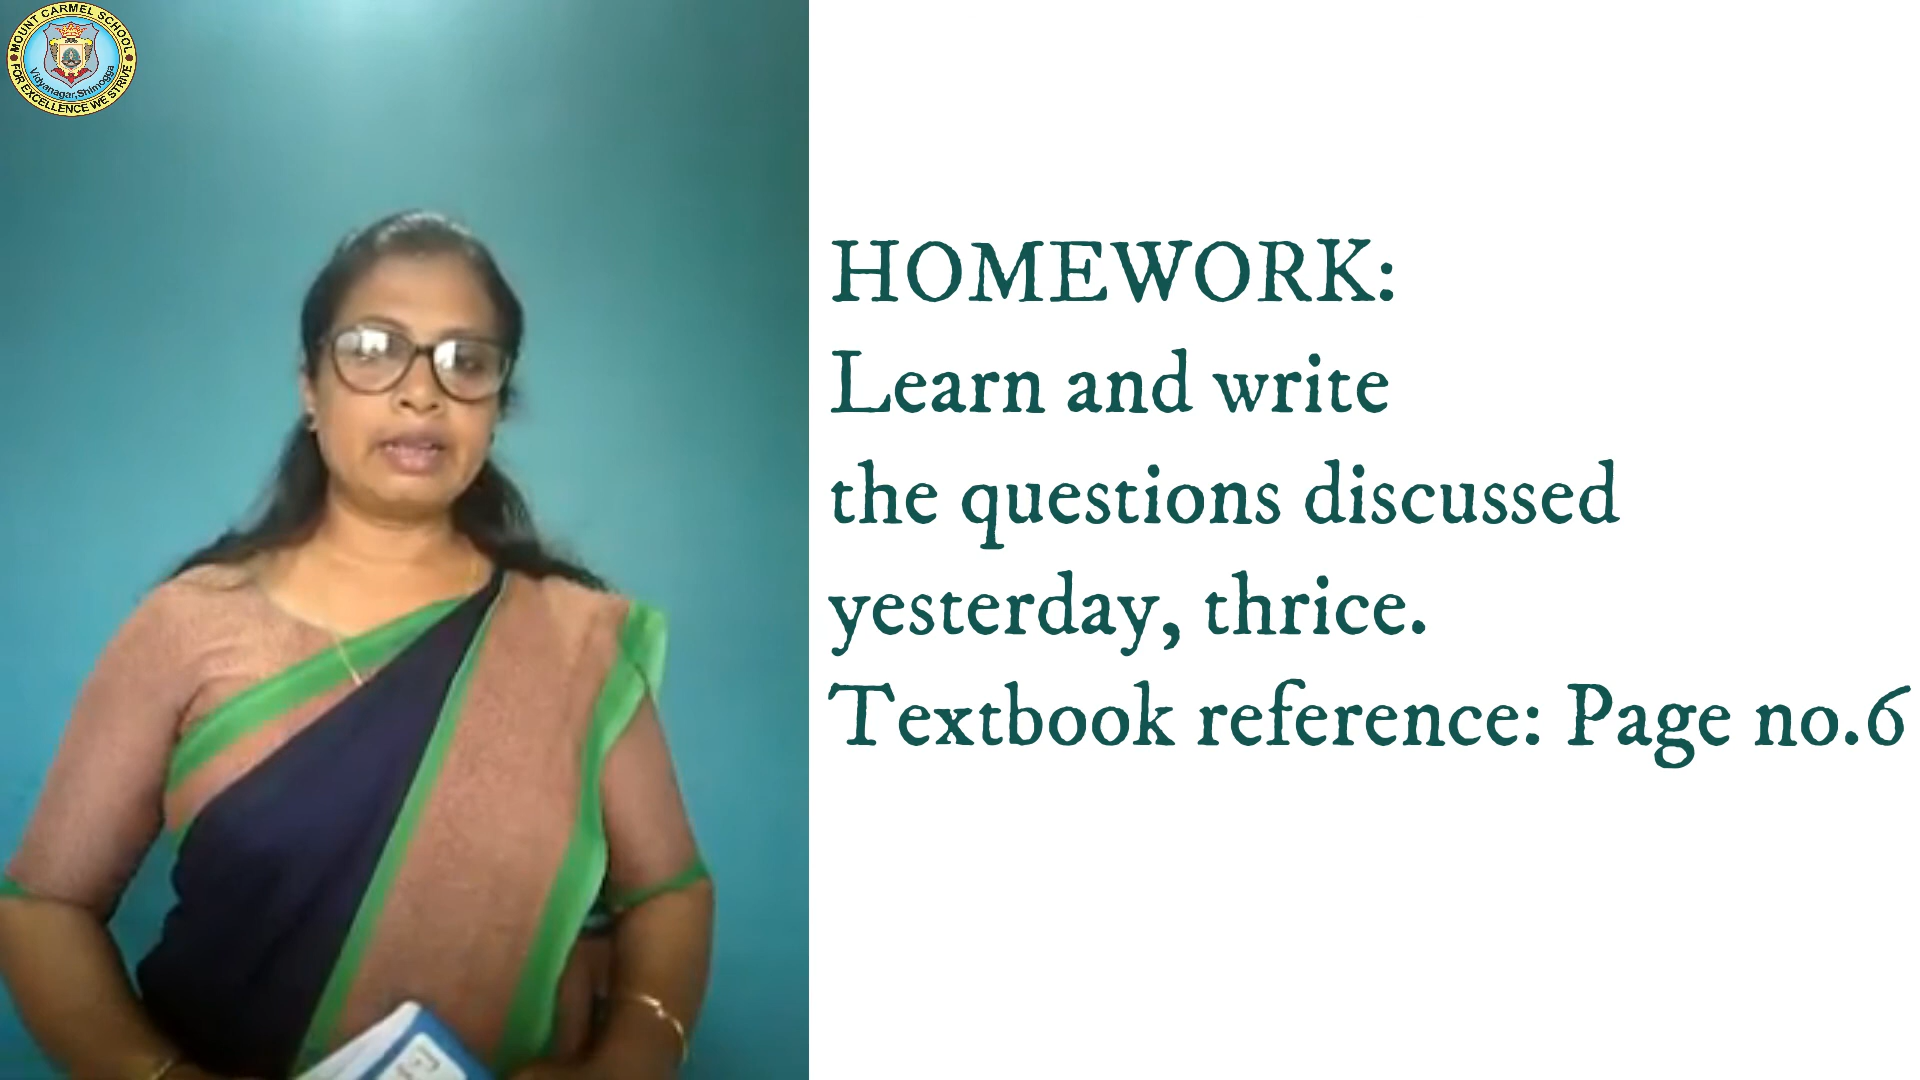 MOUNT CARMEL SCHOOL
Vidyanagar,Shimogga
FOR EXCELLENCE WE STRIVE
HOMEWORK:
Learn and write
the questions discussed
yesterday, thrice.
Textbook reference: Page no.6